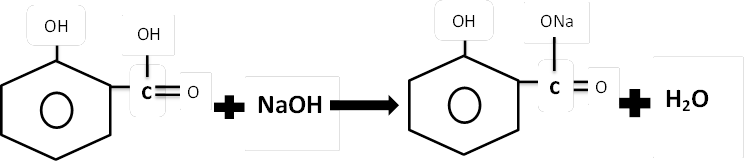 OH OH OH ONa
C = O + NaOH C = O + H₂O